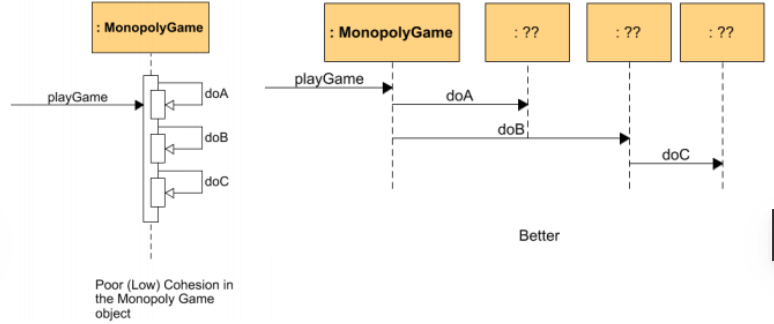 : MonopolyGame
playGame
doA
doB
doC
Poor (Low) Cohesion in
the Monopoly Game
object
: MonopolyGame
: ??
: ??
: ??
playGame
doA
doB
doC
Better